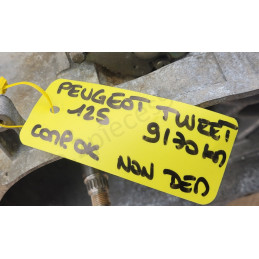 PEUGEOT TWEET
125 9170 km
COMP OK
NON DED